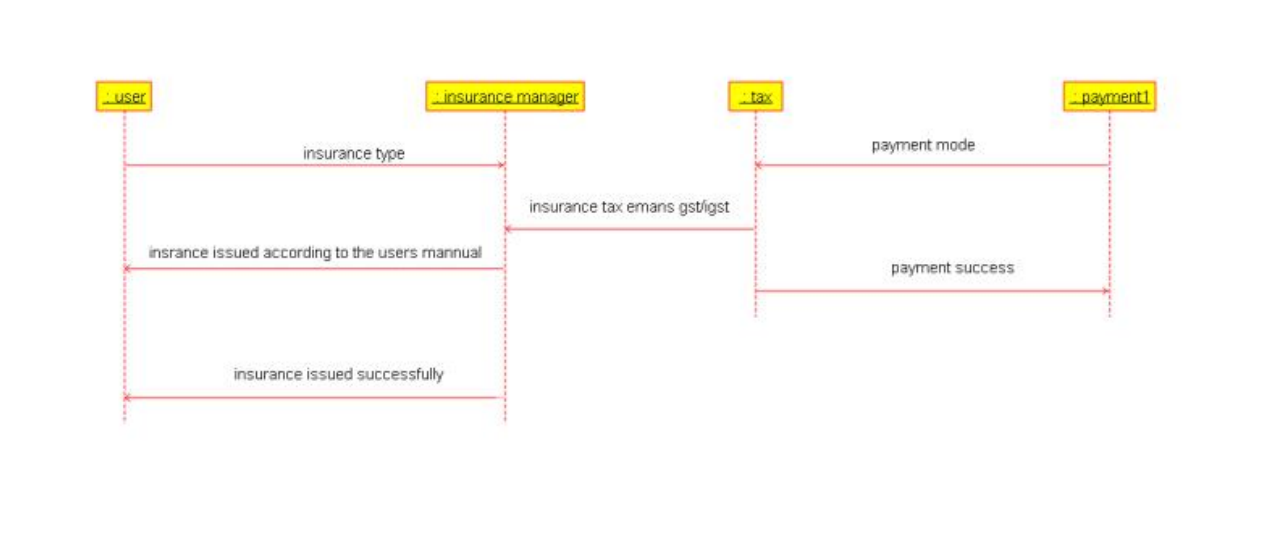 : user
: insurance manager
: tax
: payment1
insurance type
payment mode
insurance tax emans gst/igst
insrance issued according to the users mannual
payment success
insurance issued successfully